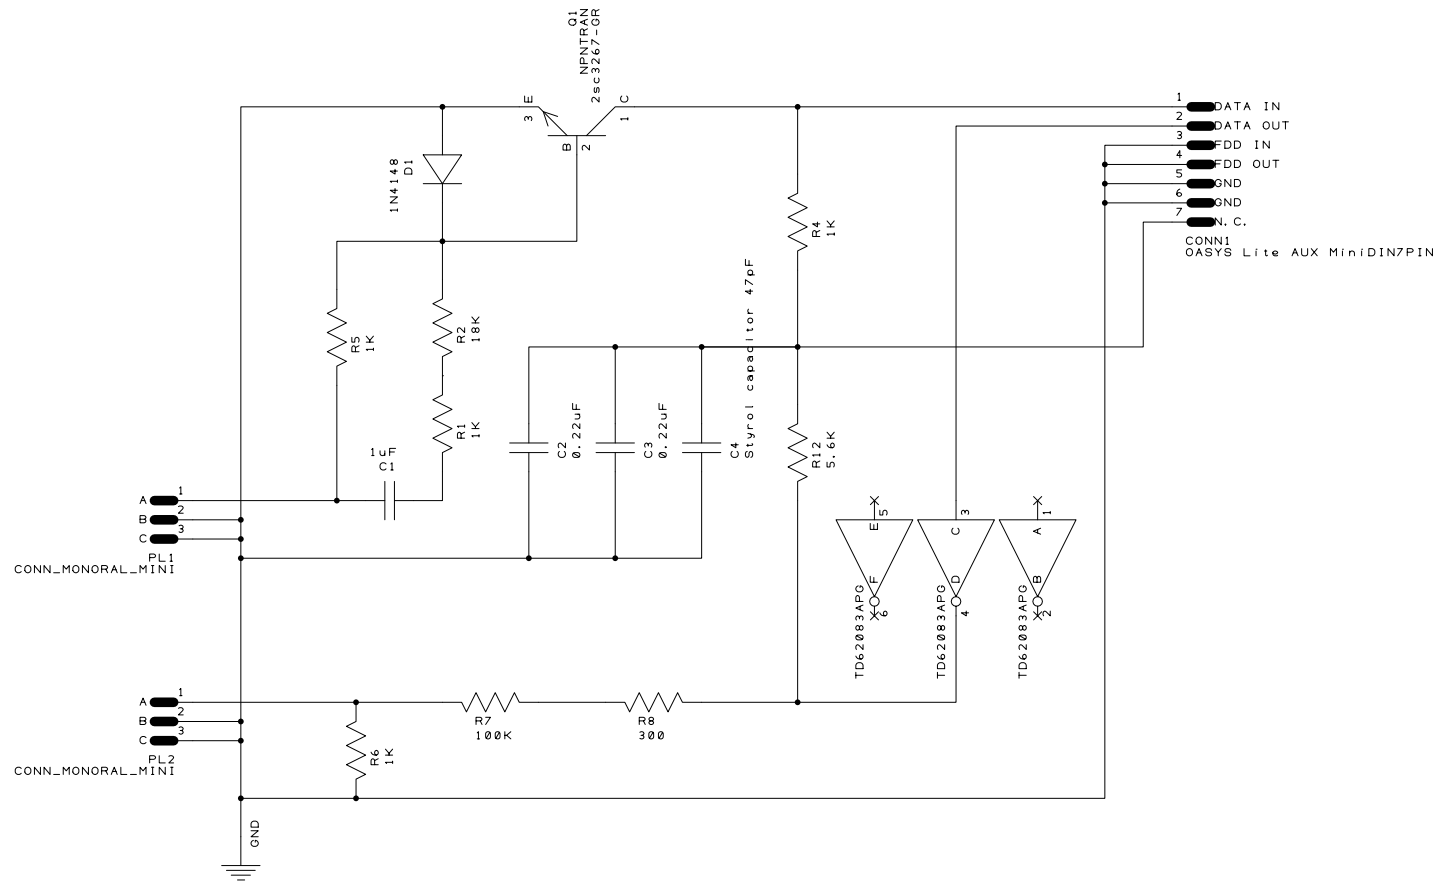 Q1
NPNTRAN
2sc3267-GR
3 E
C 1
B 2
1N4148
D1
1 DATA IN
2 DATA OUT
3 FDD IN
4 FDD OUT
5 GND
6 GND
7 N.C.
CONN1
OASYS Lite AUX MiniDIN7PIN
R4
1K
R5
1K
R2
18K
R1
1K
1uF
C1
C2
0.22uF
C3
0.22uF
C4
Styrol capacitor 47pF
R12
5.6K
A 1
B 2
C 3
PL1
CONN_MONORAL_MINI
E 5
F 6
TD62083APG
C 3
D 4
TD62083APG
A 1
B 2
TD62083APG
A 1
B 2
C 3
PL2
CONN_MONORAL_MINI
R7
100K
R8
300
R6
1K
GND